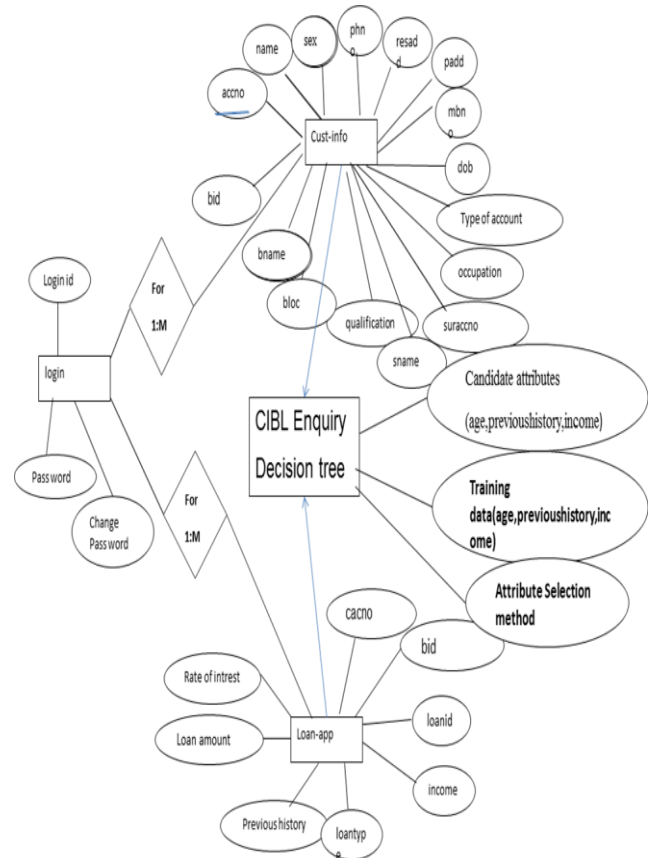 phn
o
sex
resad
d
name
padd
accno
mbn
o
Cust-info
dob
bid
Type of account
bname
occupation
Login id
For
1:M
bloc
qualification
suraccno
sname
login
Candidate attributes
(age,previoushistory,income)
CIBL Enquiry
Decision tree
Pass word
Training
data(age,previoushistory,inc
ome)
For
1:M
Change
Pass word
Attribute Selection
method
cacno
bid
Rate of intrest
loanid
Loan-app
Loan amount
income
Previous history
loantyp
e